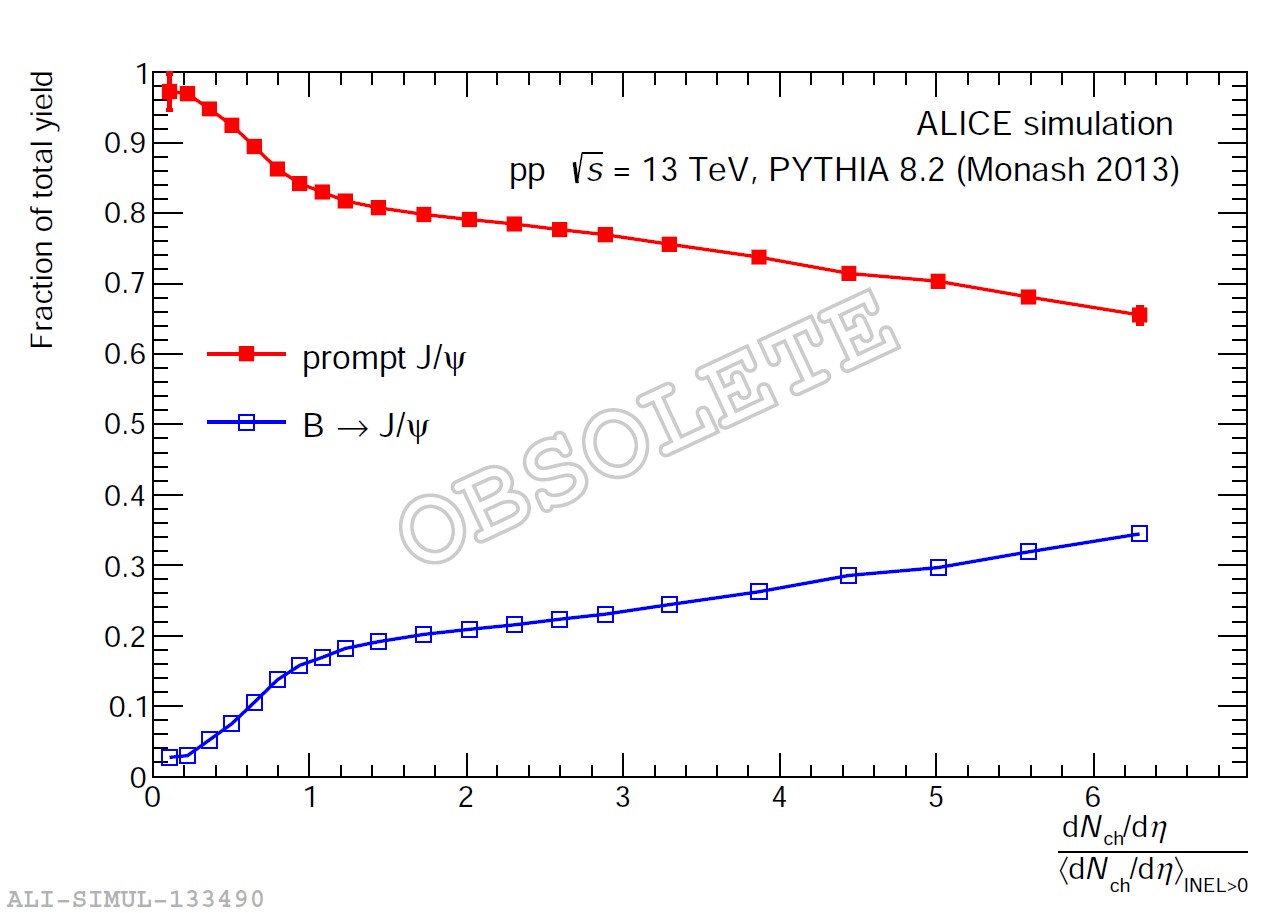 Fraction of total yield
1
0.9
0.8
0.7
0.6
0.5
0.4
0.3
0.2
0.1
0
ALICE simulation
pp √s = 13 TeV, PYTHIA 8.2 (Monash 2013)
prompt J/ψ
B → J/ψ
OBSOLETE
0 1 2 3 4 5 6
dNch/dη
⟨dNch/dη⟩INEL>0
ALI-SIMUL-133490